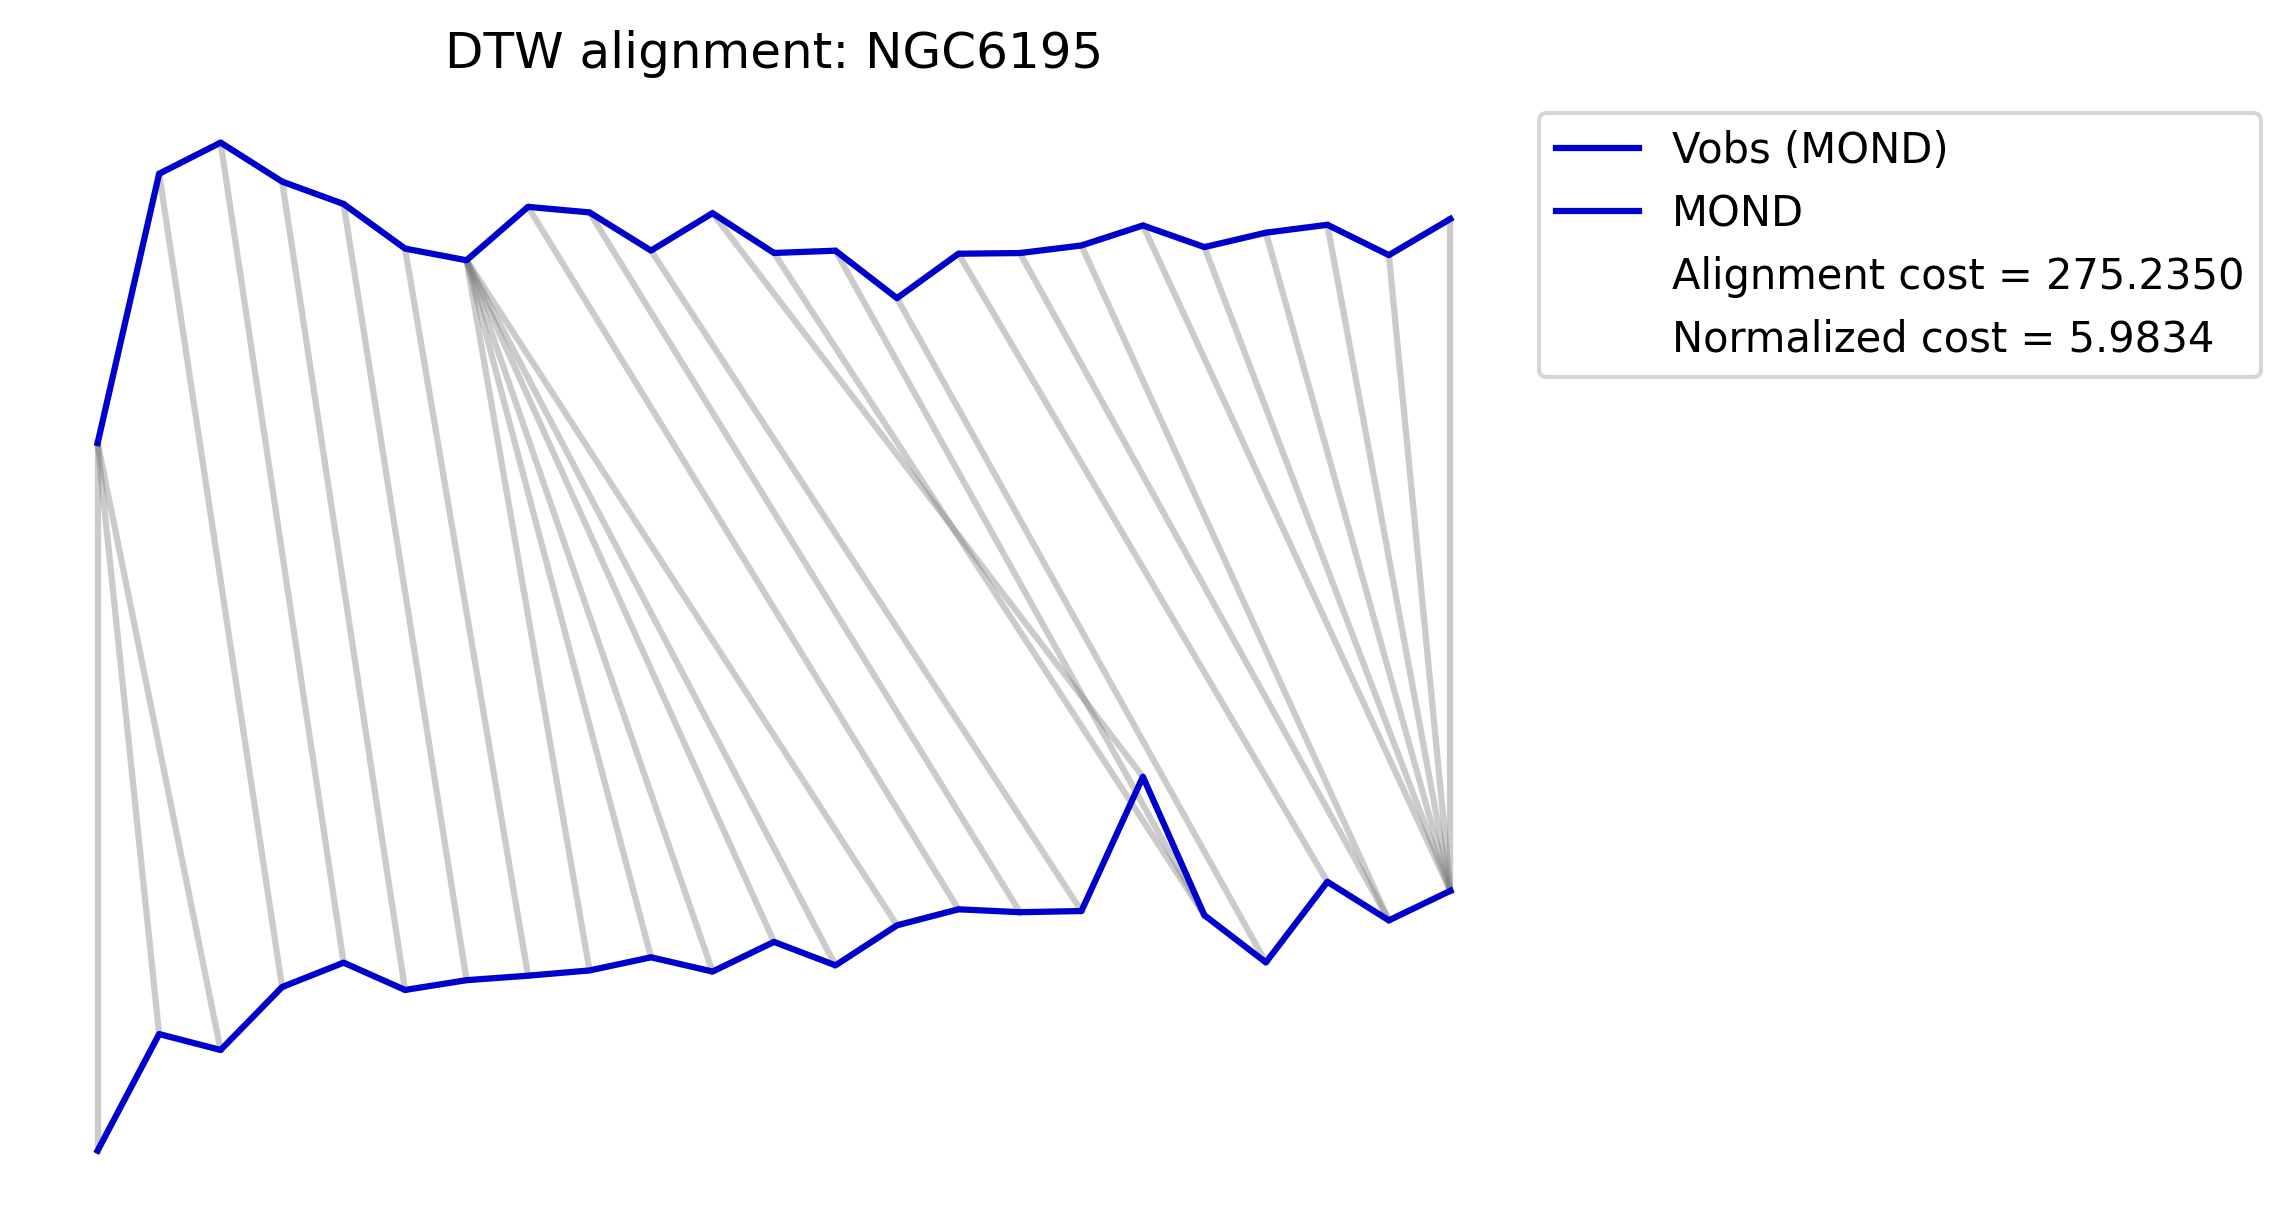 DTW alignment: NGC6195
Vobs (MOND)
MOND
Alignment cost = 275.2350
Normalized cost = 5.9834